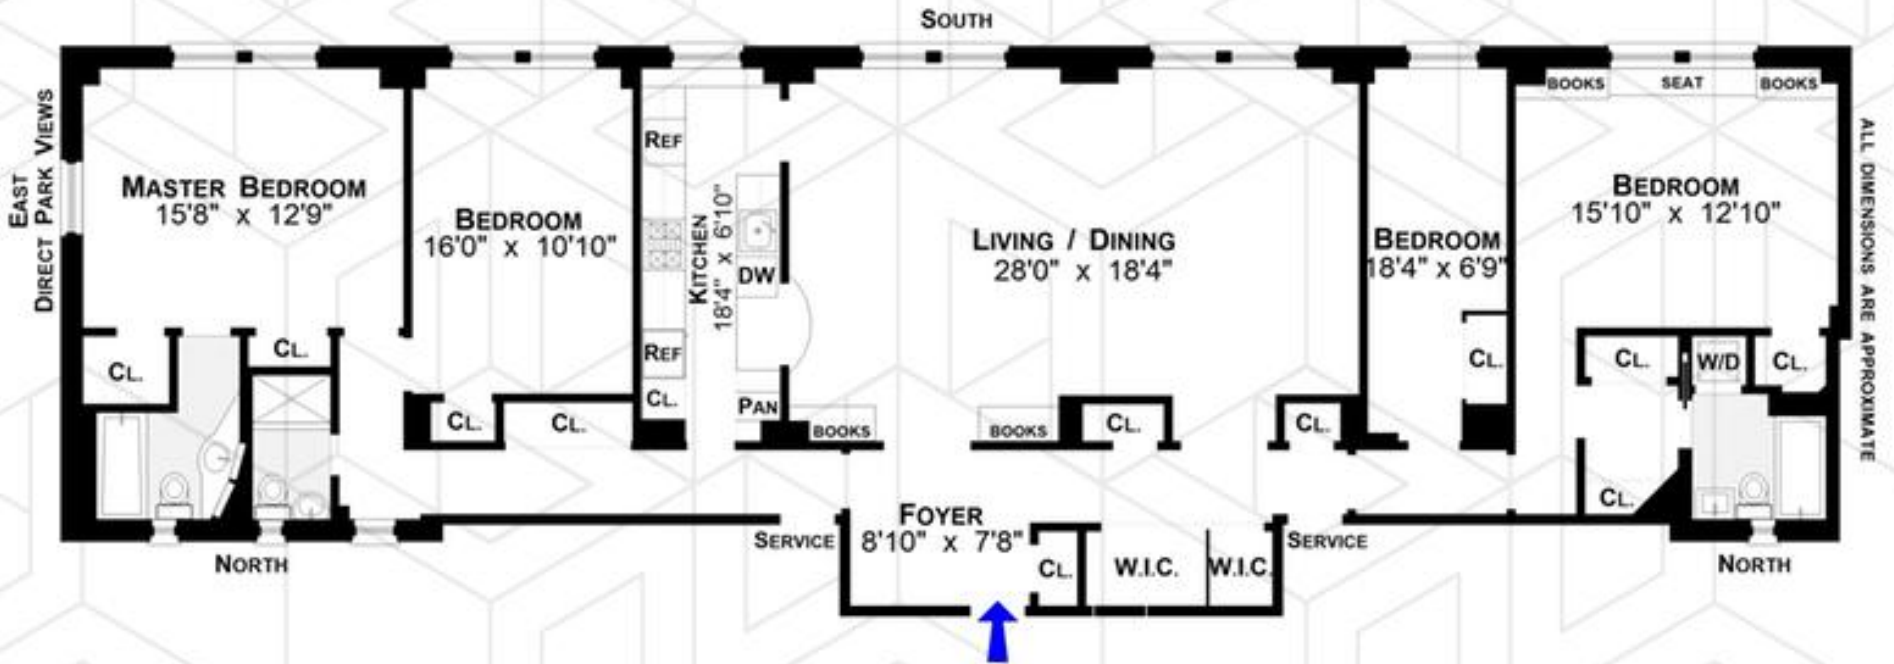 SOUTH
EAST
DIRECT PARK VIEWS
MASTER BEDROOM
15'8" x 12'9"
CL.
CL.
BEDROOM
16'0" x 10'10"
CL.
CL.
REF
REF
CL.
KITCHEN
18'4" x 6'10"
DW
PAN
LIVING / DINING
28'0" x 18'4"
BOOKS
BOOKS
CL.
CL.
BEDROOM
18'4" x 6'9"
CL.
BOOKS
SEAT
BOOKS
BEDROOM
15'10" x 12'10"
CL.
W/D
CL.
CL.
ALL DIMENSIONS ARE APPROXIMATE
FOYER
8'10" x 7'8"
SERVICE
CL.
W.I.C.
W.I.C.
SERVICE
NORTH
NORTH